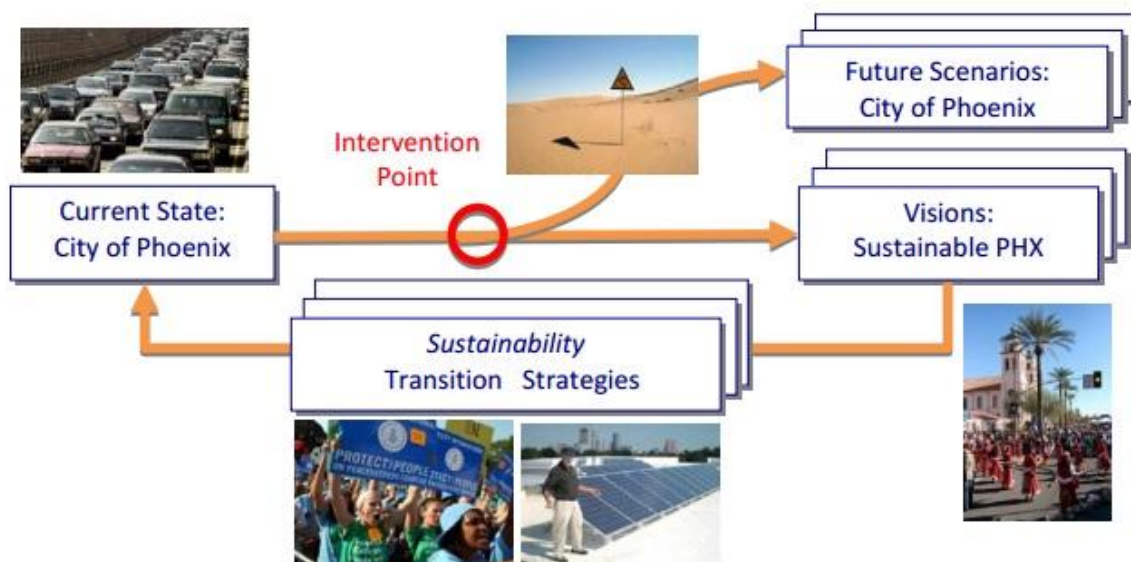 Future Scenarios:
City of Phoenix
Intervention
Point
Current State:
City of Phoenix
Visions:
Sustainable PHX
Sustainability
Transition Strategies
PROTECT PEOPLE